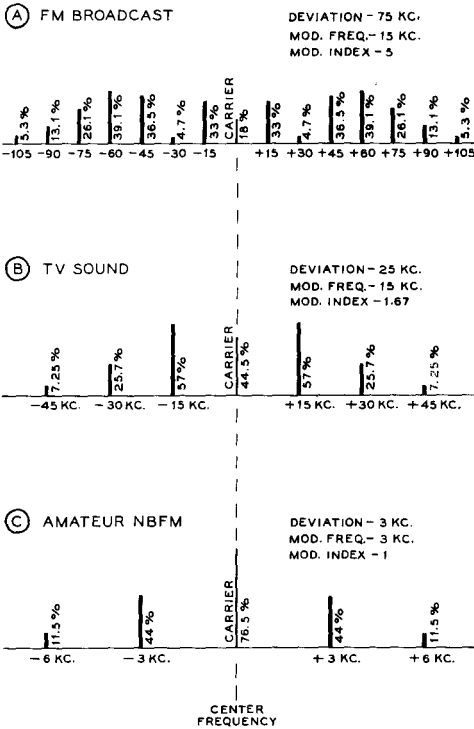 A FM BROADCAST
DEVIATION - 75 KC.
MOD. FREQ. - 15 KC.
MOD. INDEX - 5
5.3 % 13.1 % 26.1 % 39.1 % 36.5 % 4.7 % 33 % CARRIER 18 % 33 % 4.7 % 36.5 % 39.1 % 26.1 % 13.1 % 5.3 %
-105 -90 -75 -60 -45 -30 -15 +15 +30 +45 +60 +75 +90 +105
B TV SOUND
DEVIATION - 25 KC.
MOD. FREQ. - 15 KC.
MOD. INDEX - 1.67
7.25 % 25.7 % 57 % CARRIER 44.5 % 57 % 25.7 % 7.25 %
-45 KC. -30 KC. -15 KC. +15 KC. +30 KC. +45 KC.
C AMATEUR NBFM
DEVIATION - 3 KC.
MOD. FREQ. - 3 KC.
MOD. INDEX - 1
11.5 % 44 % CARRIER 76.5 % 44 % 11.5 %
-6 KC. -3 KC. +3 KC. +6 KC.
CENTER
FREQUENCY